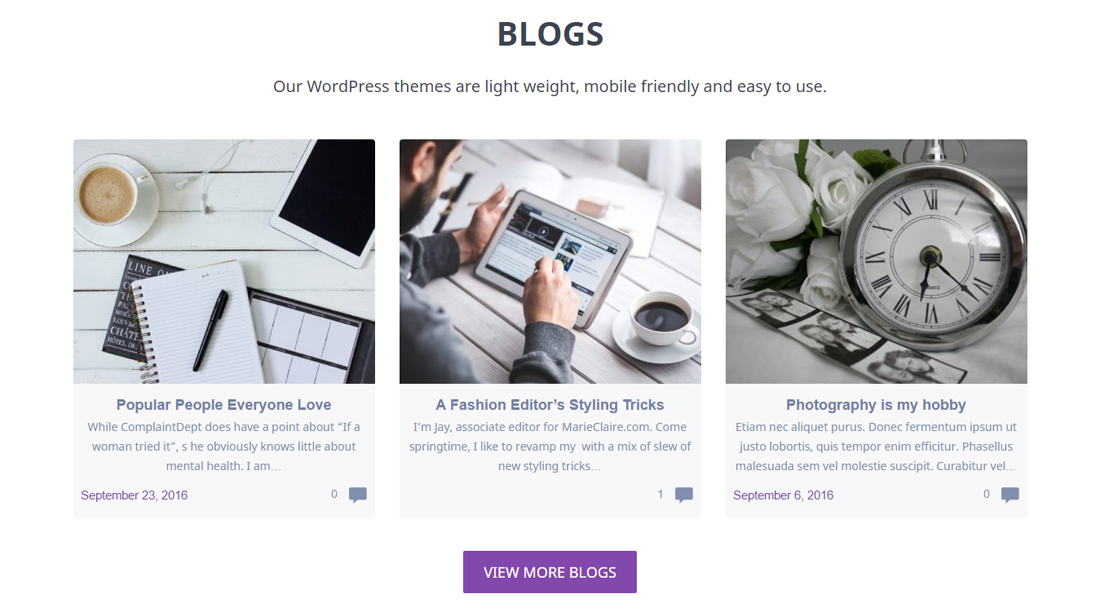 BLOGS
Our WordPress themes are light weight, mobile friendly and easy to use.
LINE
Popular People Everyone Love
While ComplaintDept does have a point about “If a
woman tried it”, s he obviously knows little about
mental health. I am...
September 23, 2016
0
A Fashion Editor’s Styling Tricks
I’m Jay, associate editor for MarieClaire.com. Come
springtime, I like to revamp my  with a mix of slew of
new styling tricks...
1
QUARTZ
Photography is my hobby
Etiam nec aliquet purus. Donec fermentum ipsum ut
justo lobortis, quis tempor enim efficitur. Phasellus
malesuada sem vel molestie suscipit. Curabitur vel...
September 6, 2016
0
VIEW MORE BLOGS